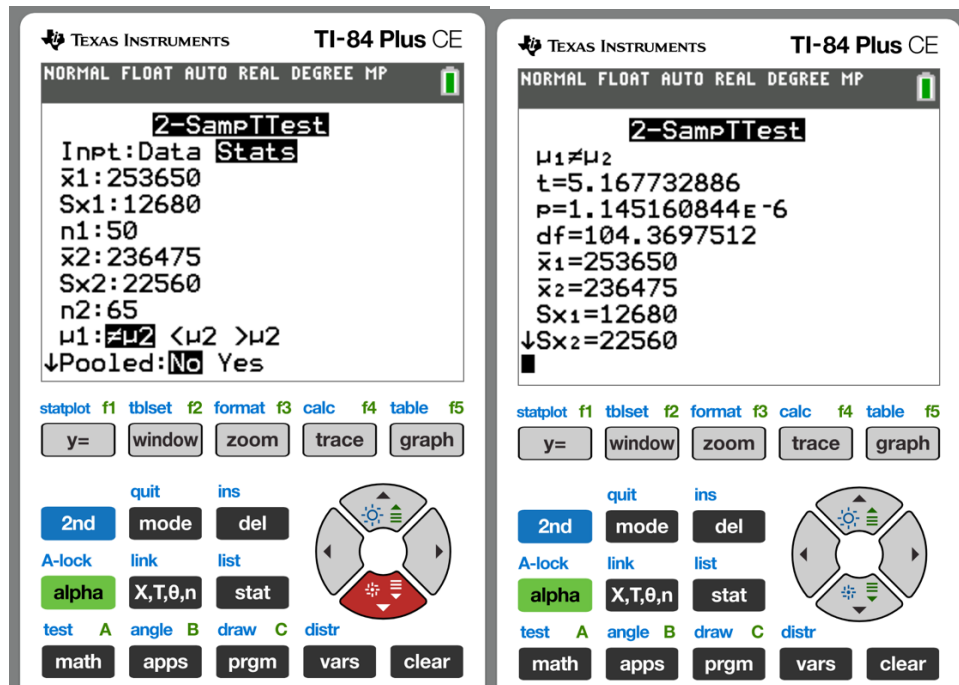 TEXAS INSTRUMENTS TI-84 Plus CE
NORMAL FLOAT AUTO REAL DEGREE MP
2-SampTTest
Inpt:Data Stats
x̄1:253650
Sx1:12680
n1:50
x̄2:236475
Sx2:22560
n2:65
μ1:≠μ2 <μ2 >μ2
↓Pooled:No Yes
statplot f1 tblset f2 format f3 calc f4 table f5
y= window zoom trace graph
quit ins
2nd mode del
A-lock link list
alpha X,T,θ,n stat
test A angle B draw C distr
math apps prgm vars clear
TEXAS INSTRUMENTS TI-84 Plus CE
NORMAL FLOAT AUTO REAL DEGREE MP
2-SampTTest
μ1≠μ2
t=5.167732886
p=1.145160844E-6
df=104.3697512
x̄1=253650
x̄2=236475
Sx1=12680
↓Sx2=22560
statplot f1 tblset f2 format f3 calc f4 table f5
y= window zoom trace graph
quit ins
2nd mode del
A-lock link list
alpha X,T,θ,n stat
test A angle B draw C distr
math apps prgm vars clear